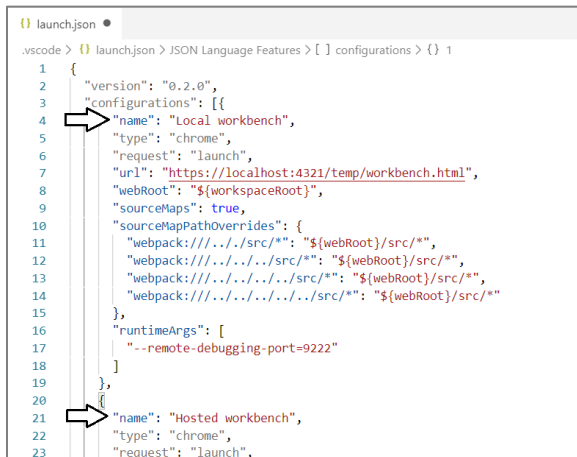 {} launch.json ●
.vscode > {} launch.json > JSON Language Features > [ ] configurations > {} 1
1 {
2 "version": "0.2.0",
3 "configurations": [{
4 "name": "Local workbench",
5 "type": "chrome",
6 "request": "launch",
7 "url": "https://localhost:4321/temp/workbench.html",
8 "webRoot": "${workspaceRoot}",
9 "sourceMaps": true,
10 "sourceMapPathOverrides": {
11 "webpack:///.././src/*": "${webRoot}/src/*",
12 "webpack:///../../../src/*": "${webRoot}/src/*",
13 "webpack:///../../../../src/*": "${webRoot}/src/*",
14 "webpack:///../../../../../src/*": "${webRoot}/src/*"
15 },
16 "runtimeArgs": [
17 "--remote-debugging-port=9222"
18 ]
19 },
20 {
21 "name": "Hosted workbench",
22 "type": "chrome",
23 "request": "launch",